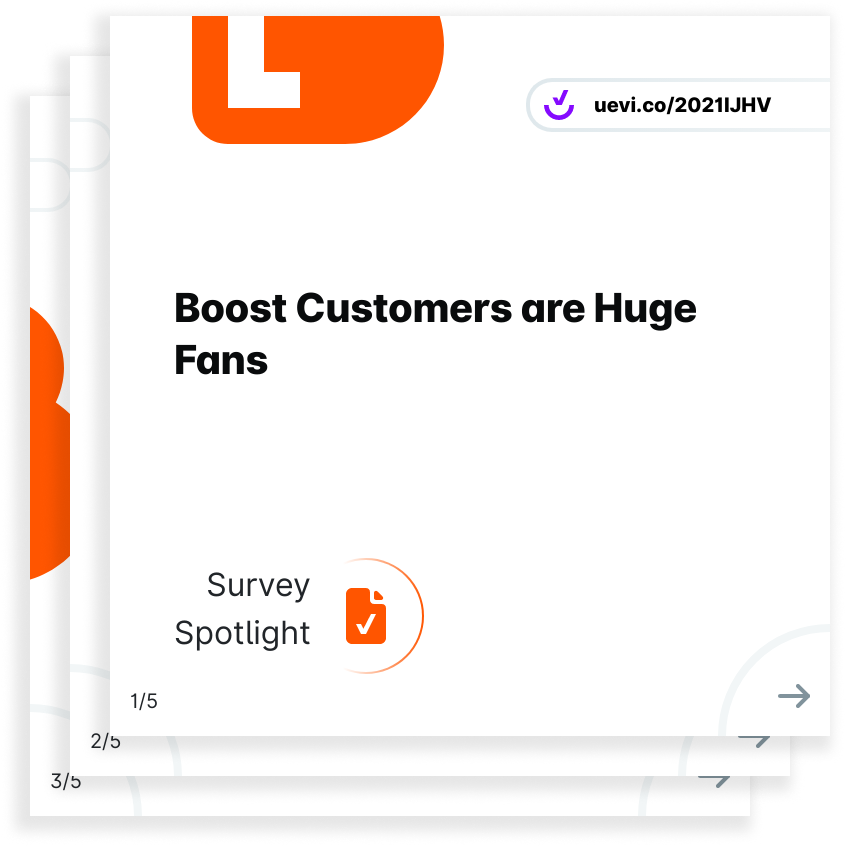 uevi.co/2021IJHV
Boost Customers are Huge
Fans
Survey
Spotlight
1/5
2/5
3/5